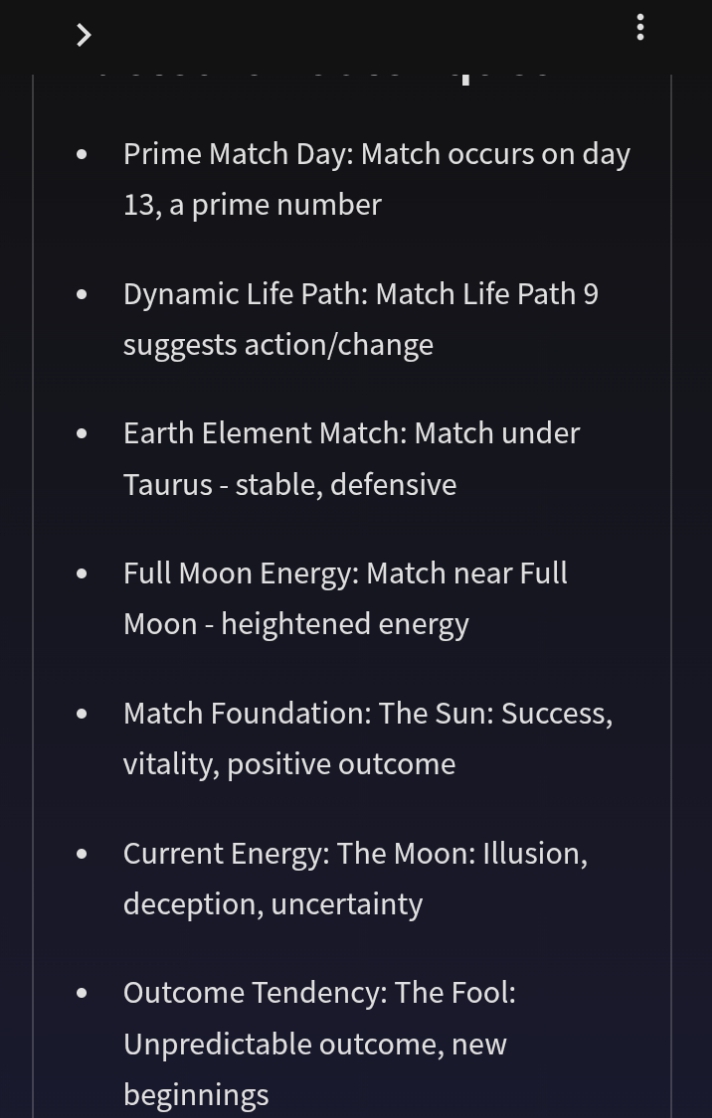 Prime Match Day: Match occurs on day
13, a prime number
Dynamic Life Path: Match Life Path 9
suggests action/change
Earth Element Match: Match under
Taurus - stable, defensive
Full Moon Energy: Match near Full
Moon - heightened energy
Match Foundation: The Sun: Success,
vitality, positive outcome
Current Energy: The Moon: Illusion,
deception, uncertainty
Outcome Tendency: The Fool:
Unpredictable outcome, new
beginnings